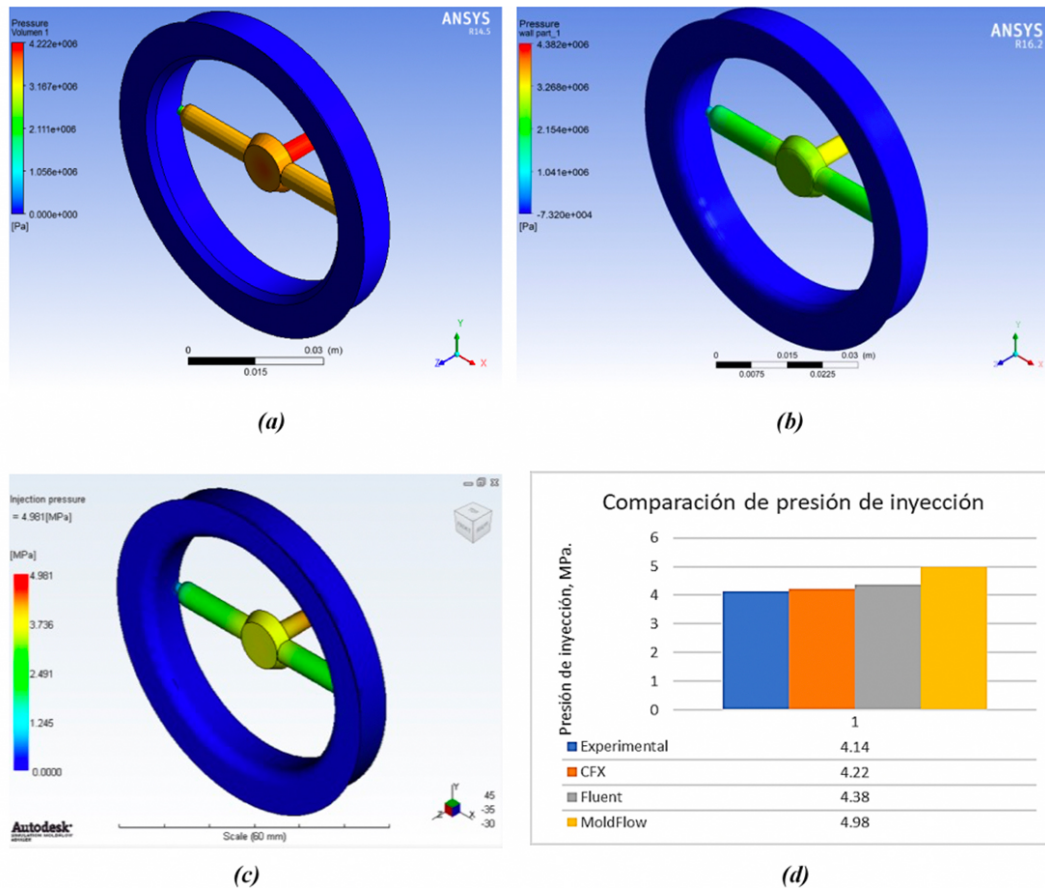 Pressure
Volumen 1
4.222e+006
3.167e+006
2.111e+006
1.056e+006
0.000e+000
[Pa]
ANSYS
R14.5
0 0.03 (m)
0.015
Y
Z X
(a)
Pressure
wall part_1
4.382e+006
3.268e+006
2.154e+006
1.041e+006
-7.320e+004
[Pa]
ANSYS
R16.2
0 0.015 0.03 (m)
0.0075 0.0225
Y
Z X
(b)
Injection pressure
= 4.981[MPa]
[MPa]
4.981
3.736
2.491
1.245
0.0000
Autodesk
Scale (60 mm)
Y
Z X
45
-35
-30
(c)
Comparación de presión de inyección
Presión de inyección, MPa.
6
5
4
3
2
1
0
1
Experimental 4.14
CFX 4.22
Fluent 4.38
MoldFlow 4.98
(d)